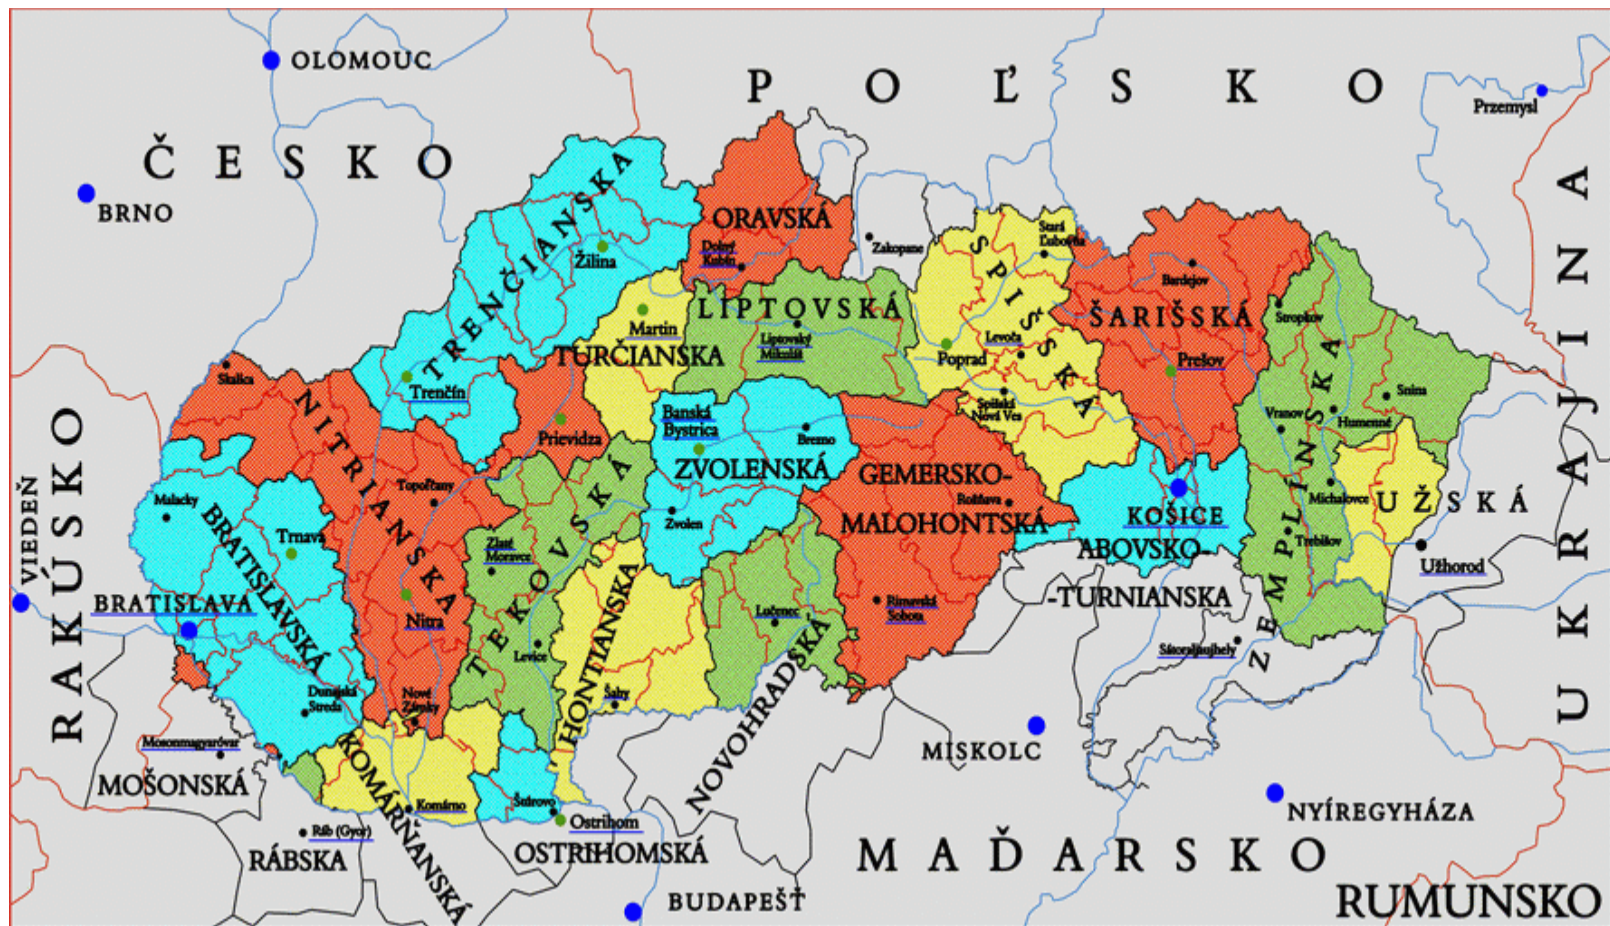 OLOMOUC
POĽSKO
Przemysl
ČESKO
BRNO
TRENČIANSKA
ORAVSKÁ
Dolný
Kubín
Zakopane
Stará
Ľubovňa
SPIŠSKÁ
Bardejov
UKRAJINA
Žilina
Martin
LIPTOVSKÁ
Liptovský
Mikuláš
TURČIANSKA
Levoča
Poprad
ŠARIŠSKÁ
Stropkov
Prešov
Skalica
Trenčín
NITRIANSKA
Prievidza
Banská
Bystrica
Brezno
ZVOLENSKÁ
Spišská
Nová Ves
Vranov
Humenné
Snina
ZEMPLÍNSKA
RAKÚSKO
VIEDEŇ
Malacky
BRATISLAVSKÁ
Trnava
Topoľčany
TEKOVSKÁ
Zvolen
GEMERSKO-
Rožňava
MALOHONTSKÁ
KOŠICE
ABOVSKO-
-TURNIANSKA
Michalovce
UŽSKÁ
Trebišov
Užhorod
Zlaté
Moravce
BRATISLAVA
Nitra
HONTIANSKA
Lučenec
Rimavská
Sobota
Sátoraljaujhely
Levice
Dunajská
Streda
Nové
Zámky
Šahy
NOVOHRADSKÁ
Mosonmagyaróvar
MOŠONSKÁ
KOMÁRŇANSKÁ
MISKOLC
Komárno
Štúrovo
Ostrihom
OSTRIHOMSKÁ
Ráb (Gyor)
RÁBSKA
NYÍREGYHÁZA
MAĎARSKO
BUDAPEŠŤ
RUMUNSKO